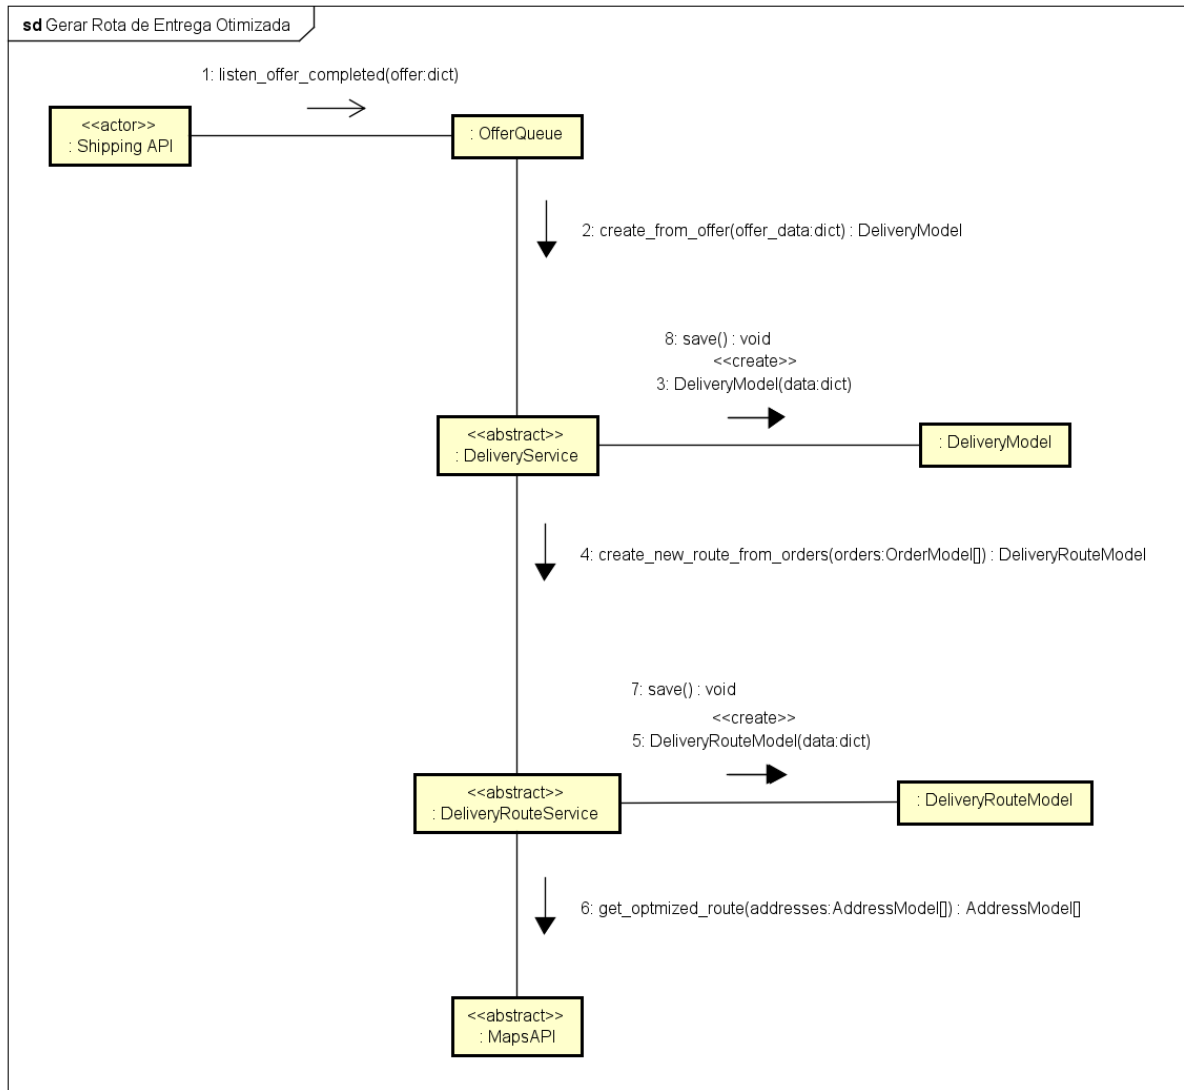 sd Gerar Rota de Entrega Otimizada
1: listen_offer_completed(offer:dict)
<<actor>>
: Shipping API
: OfferQueue
2: create_from_offer(offer_data:dict) : DeliveryModel
8: save() : void
<<create>>
3: DeliveryModel(data:dict)
<<abstract>>
: DeliveryService
: DeliveryModel
4: create_new_route_from_orders(orders:OrderModel[]) : DeliveryRouteModel
7: save() : void
<<create>>
5: DeliveryRouteModel(data:dict)
<<abstract>>
: DeliveryRouteService
: DeliveryRouteModel
6: get_optmized_route(addresses:AddressModel[]) : AddressModel[]
<<abstract>>
: MapsAPI